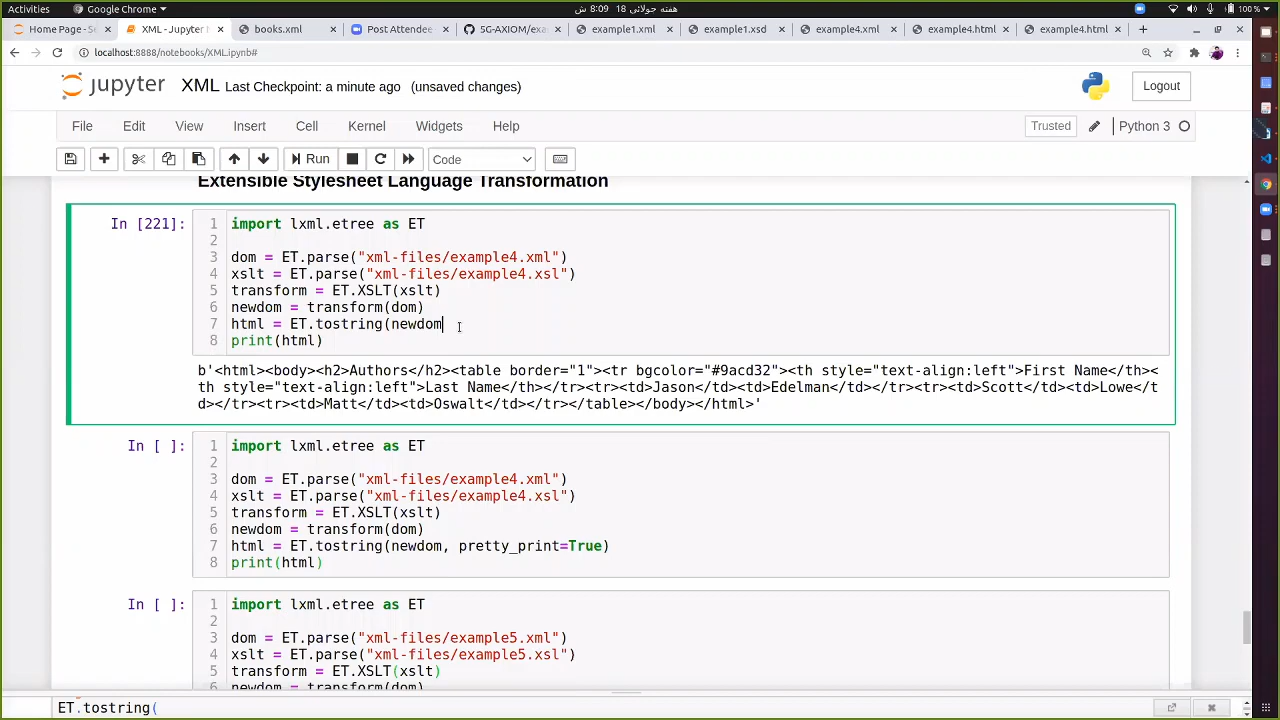 Activities
Google Chrome
هفته جولائی 18 8:09 ش
100 %
Home Page - S
XML - Jupyter
books.xml
Post Attendee
5G-AXIOM/exa
example1.xml
example1.xsd
example4.xml
example4.html
example4.html
localhost:8888/notebooks/XML.ipynb#
jupyter XML Last Checkpoint: a minute ago (unsaved changes)
Logout
File Edit View Insert Cell Kernel Widgets Help
Trusted Python 3
Run Code
Extensible Stylesheet Language Transformation
In [221]:
1 import lxml.etree as ET
2
3 dom = ET.parse("xml-files/example4.xml")
4 xslt = ET.parse("xml-files/example4.xsl")
5 transform = ET.XSLT(xslt)
6 newdom = transform(dom)
7 html = ET.tostring(newdom
8 print(html)
b'<html><body><h2>Authors</h2><table border="1"><tr bgcolor="#9acd32"><th style="text-align:left">First Name</th><
th style="text-align:left">Last Name</th></tr><tr><td>Jason</td><td>Edelman</td></tr><tr><td>Scott</td><td>Lowe</t
d></tr><tr><td>Matt</td><td>Oswalt</td></tr></table></body></html>'
In [ ]:
1 import lxml.etree as ET
2
3 dom = ET.parse("xml-files/example4.xml")
4 xslt = ET.parse("xml-files/example4.xsl")
5 transform = ET.XSLT(xslt)
6 newdom = transform(dom)
7 html = ET.tostring(newdom, pretty_print=True)
8 print(html)
In [ ]:
1 import lxml.etree as ET
2
3 dom = ET.parse("xml-files/example5.xml")
4 xslt = ET.parse("xml-files/example5.xsl")
5 transform = ET.XSLT(xslt)
6 newdom = transform(dom)
ET.tostring(